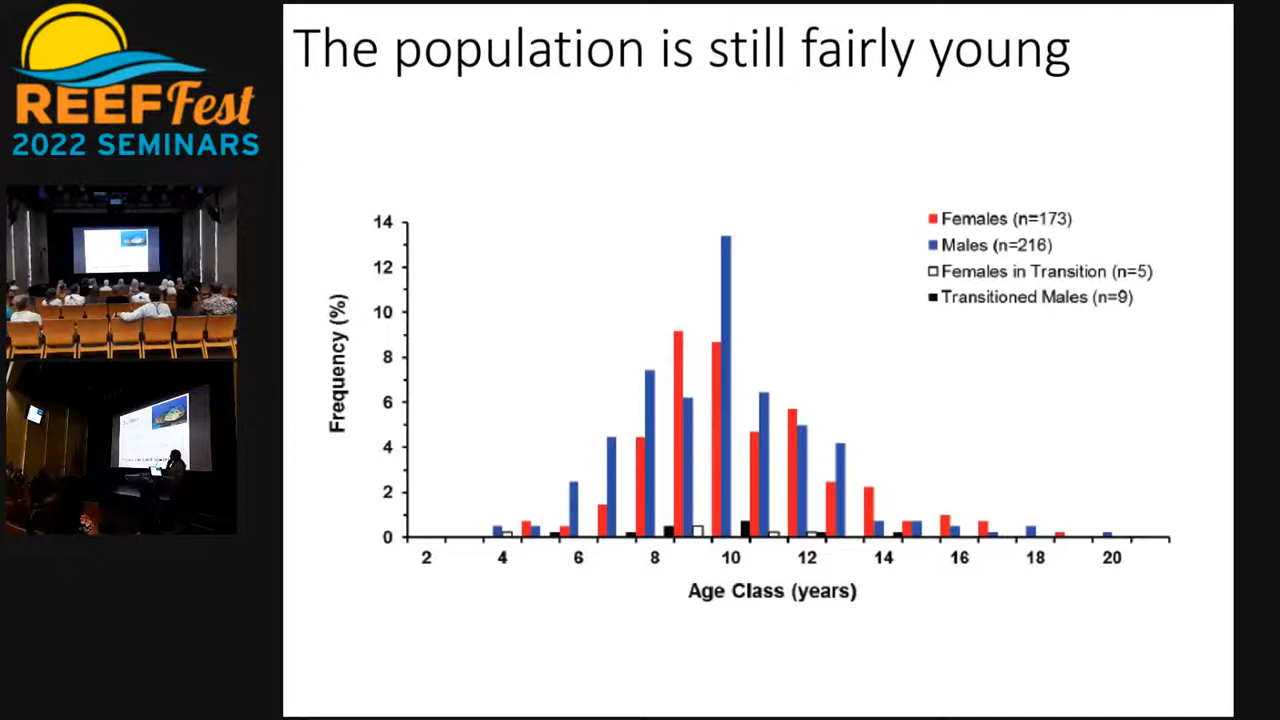 REEF Fest
2022 SEMINARS
The population is still fairly young
Females (n=173)
Males (n=216)
Females in Transition (n=5)
Transitioned Males (n=9)
Frequency (%)
14
12
10
8
6
4
2
0
2 4 6 8 10 12 14 16 18 20
Age Class (years)